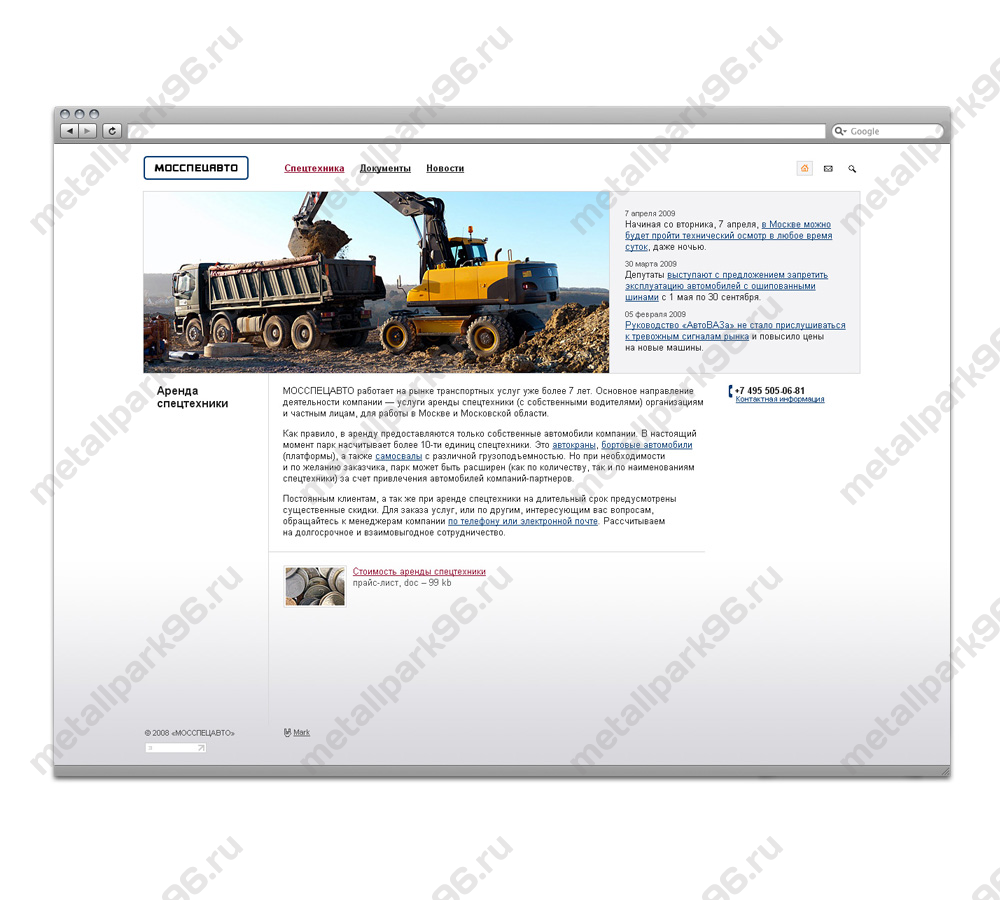 metallpark96.ru
Google
МОССПЕЦАВТО
Спецтехника Документы Новости
7 апреля 2009
Начиная со вторника, 7 апреля, в Москве можно
будет пройти технический осмотр в любое время
суток, даже ночью.
30 марта 2009
Депутаты выступают с предложением запретить
эксплуатацию автомобилей с ошипованными
шинами с 1 мая по 30 сентября.
05 февраля 2009
Руководство «АвтоВАЗа» не стало прислушиваться
к тревожным сигналам рынка и повысило цены
на новые машины.
Аренда
спецтехники
МОССПЕЦАВТО работает на рынке транспортных услуг уже более 7 лет. Основное направление
деятельности компании — услуги аренды спецтехники (с собственными водителями) организациям
и частным лицам, для работы в Москве и Московской области.
Как правило, в аренду предоставляются только собственные автомобили компании. В настоящий
момент парк насчитывает более 10-ти единиц спецтехники. Это автокраны, бортовые автомобили
(платформы), а также самосвалы с различной грузоподъемностью. Но при необходимости
и по желанию заказчика, парк может быть расширен (как по количеству, так и по наименованиям
спецтехники) за счет привлечения автомобилей компаний-партнеров.
Постоянным клиентам, а так же при аренде спецтехники на длительный срок предусмотрены
существенные скидки. Для заказа услуг, или по другим, интересующим вас вопросам,
обращайтесь к менеджерам компании по телефону или электронной почте. Рассчитываем
на долгосрочное и взаимовыгодное сотрудничество.
+7 495 505-06-81
Контактная информация
Стоимость аренды спецтехники
прайс-лист, doc – 99 kb
© 2008 «МОССПЕЦАВТО»
Mark